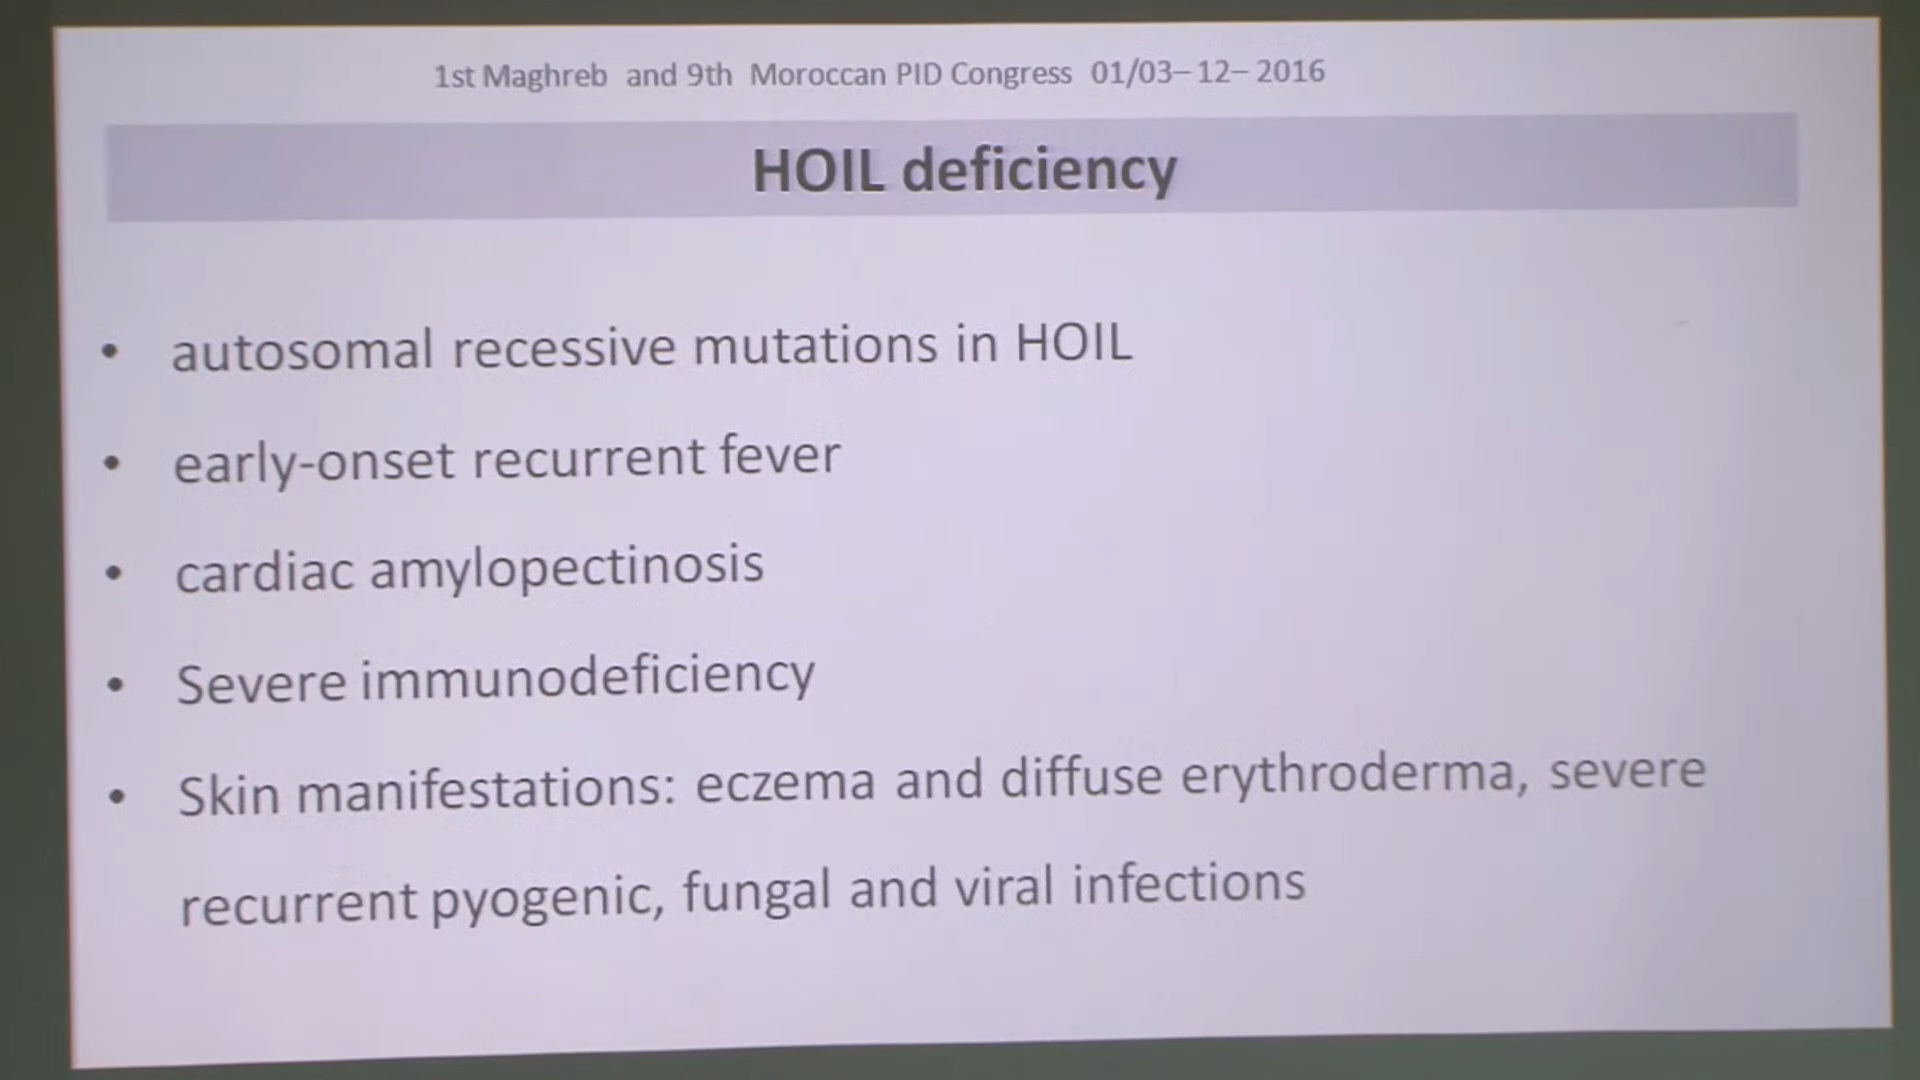 1st Maghreb and 9th Moroccan PID Congress 01/03–12–2016
HOIL deficiency
• autosomal recessive mutations in HOIL
• early-onset recurrent fever
• cardiac amylopectinosis
• Severe immunodeficiency
• Skin manifestations: eczema and diffuse erythroderma, severe
recurrent pyogenic, fungal and viral infections